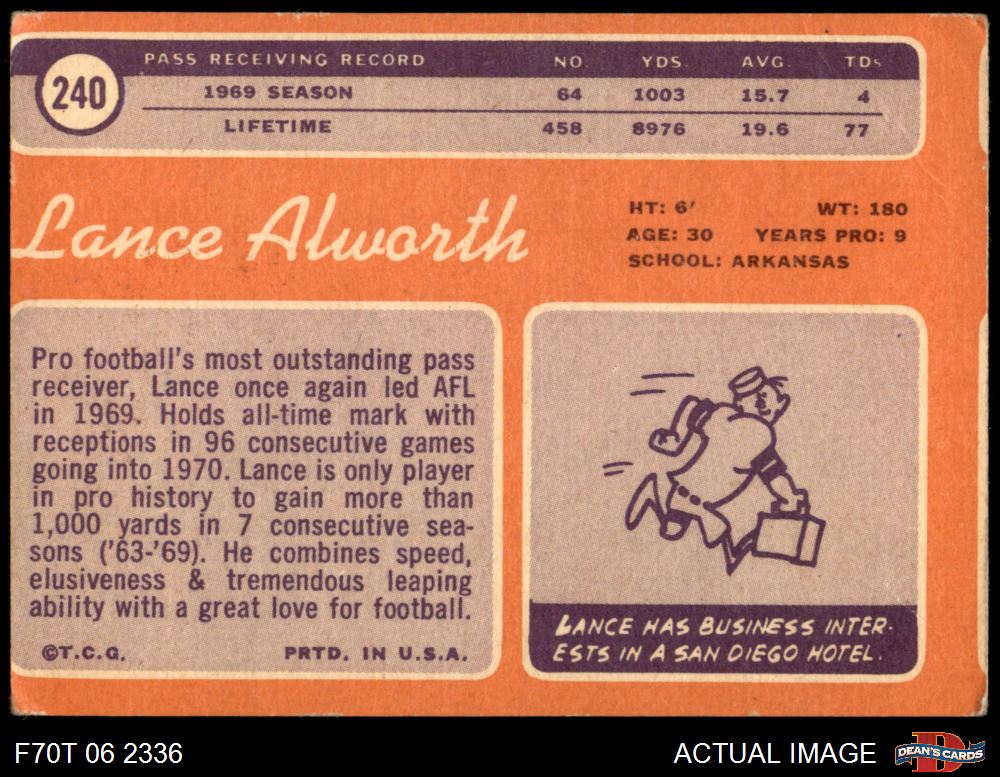 PASS RECEIVING RECORD NO. YDS. AVG. TDs
240
1969 SEASON 64 1003 15.7 4
LIFETIME 458 8976 19.6 77
Lance Alworth
HT: 6' WT: 180
AGE: 30 YEARS PRO: 9
SCHOOL: ARKANSAS
Pro football's most outstanding pass
receiver, Lance once again led AFL
in 1969. Holds all-time mark with
receptions in 96 consecutive games
going into 1970. Lance is only player
in pro history to gain more than
1,000 yards in 7 consecutive sea-
sons ('63-'69). He combines speed,
elusiveness & tremendous leaping
ability with a great love for football.
©T.C.G. PRTD. IN U.S.A.
LANCE HAS BUSINESS INTER-
ESTS IN A SAN DIEGO HOTEL.
F70T 06 2336 ACTUAL IMAGE
D
DEAN'S CARDS